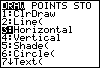 DRAW POINTS STO
1:ClrDraw
2:Line(
3:Horizontal
4:Vertical
5:Shade(
6:Circle(
7↓Text(